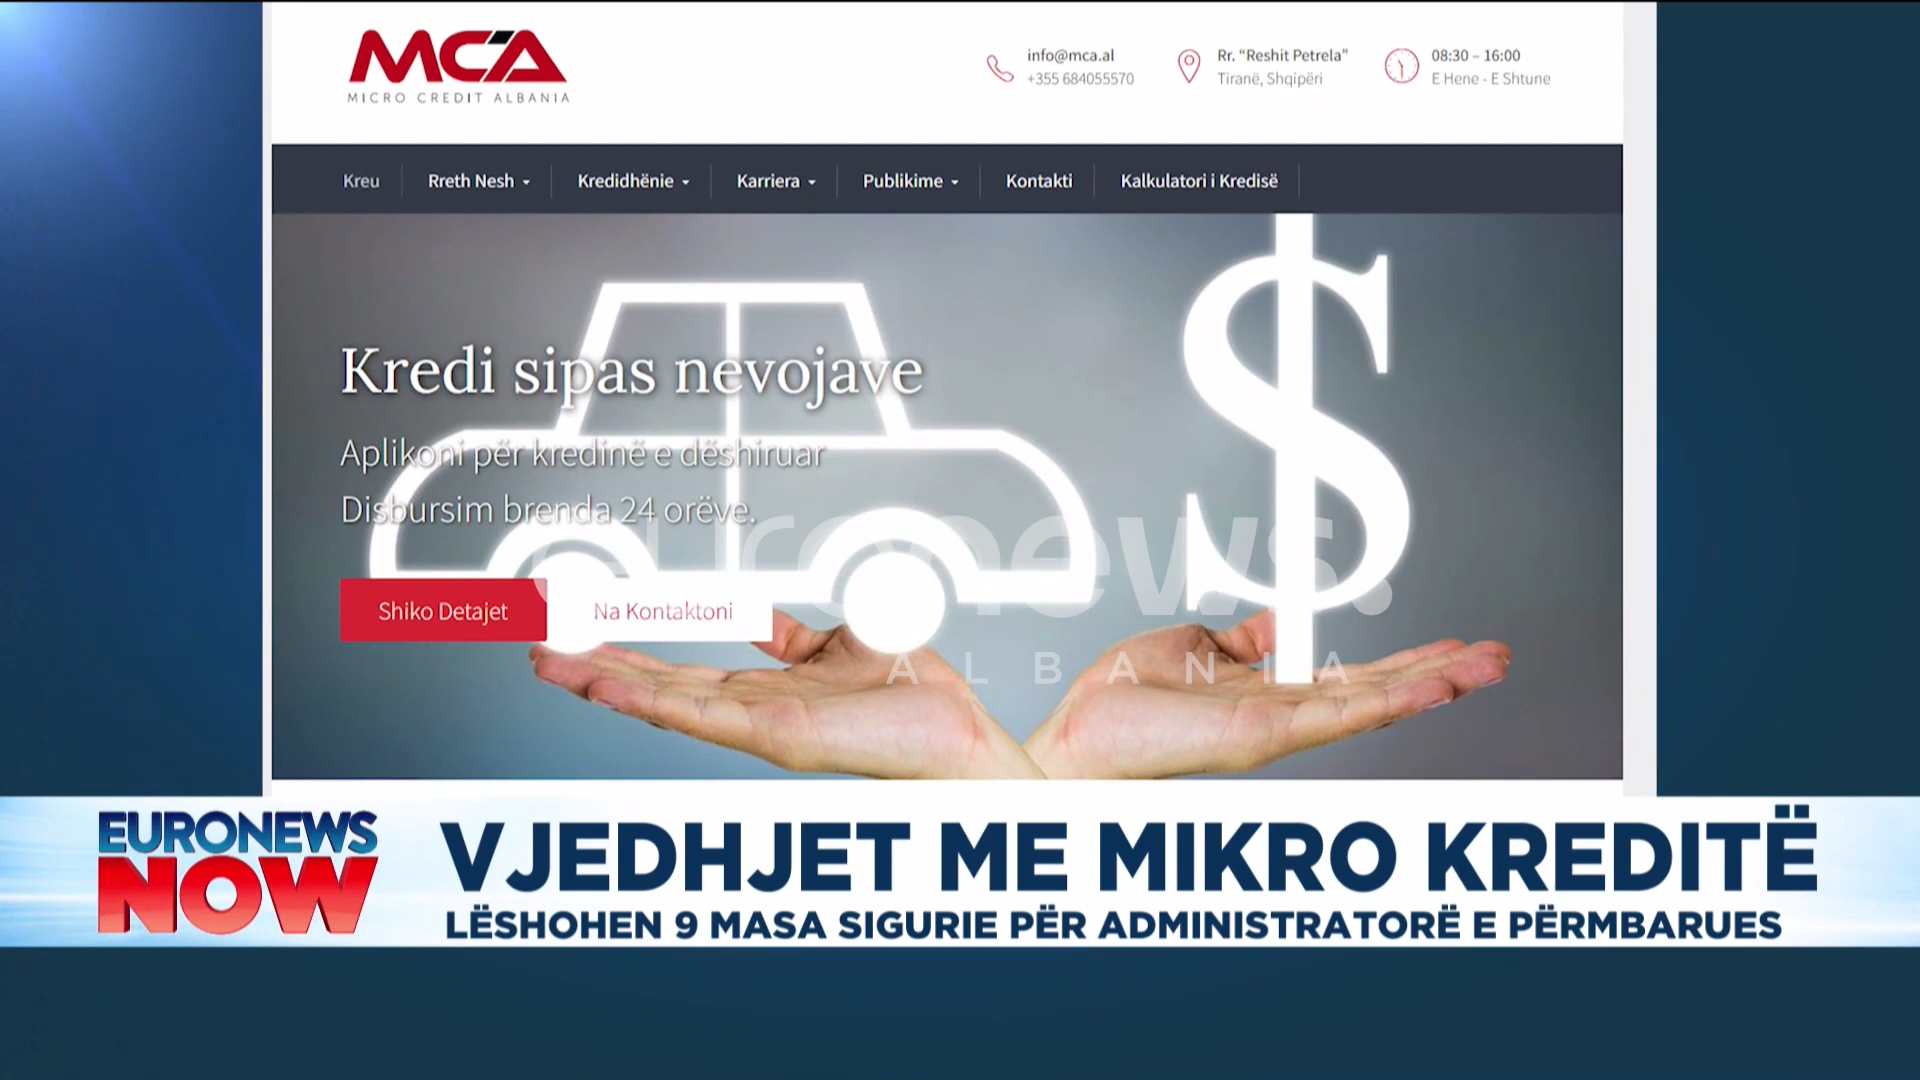 MCA
MICRO CREDIT ALBANIA
info@mca.al
+355 684055570
Rr. “Reshit Petrela”
Tiranë, Shqipëri
08:30 – 16:00
E Hene - E Shtune
Kreu
Rreth Nesh
Kredidhënie
Karriera
Publikime
Kontakti
Kalkulatori i Kredisë
Kredi sipas nevojave
Aplikoni për kredinë e dëshiruar
Disbursim brenda 24 orëve.
Shiko Detajet
Na Kontaktoni
euronews.
ALBANIA
EURONEWS
NOW
VJEDHJET ME MIKRO KREDITË
LËSHOHEN 9 MASA SIGURIE PËR ADMINISTRATORË E PËRMBARUES